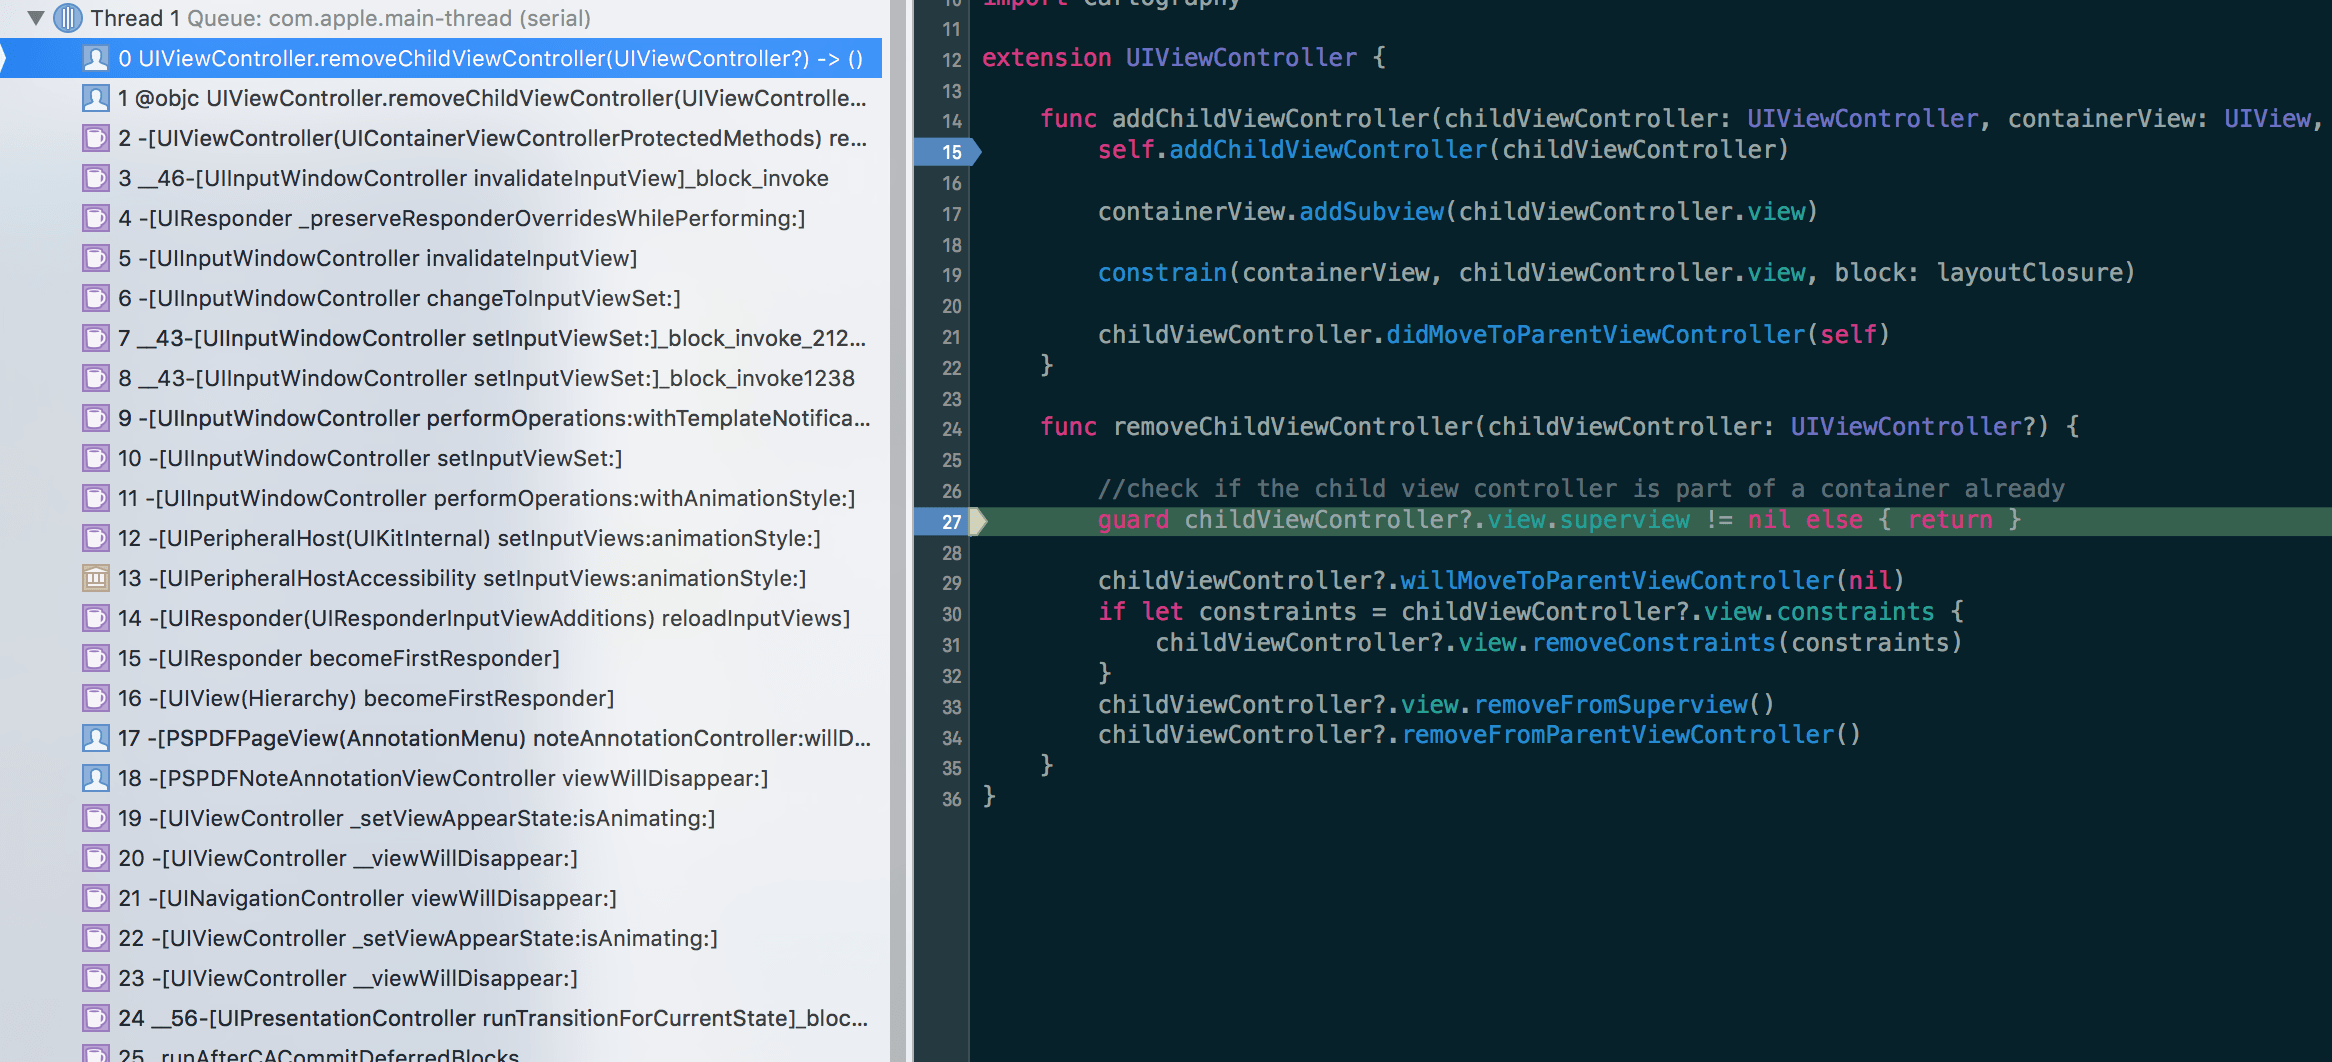 Thread 1 Queue: com.apple.main-thread (serial)
0 UIViewController.removeChildViewController(UIViewController?) -> ()
1 @objc UIViewController.removeChildViewController(UIViewControlle...
2 -[UIViewController(UIContainerViewControllerProtectedMethods) re...
3 __46-[UIInputWindowController invalidateInputView]_block_invoke
4 -[UIResponder _preserveResponderOverridesWhilePerforming:]
5 -[UIInputWindowController invalidateInputView]
6 -[UIInputWindowController changeToInputViewSet:]
7 __43-[UIInputWindowController setInputViewSet:]_block_invoke_212...
8 __43-[UIInputWindowController setInputViewSet:]_block_invoke1238
9 -[UIInputWindowController performOperations:withTemplateNotifica...
10 -[UIInputWindowController setInputViewSet:]
11 -[UIInputWindowController performOperations:withAnimationStyle:]
12 -[UIPeripheralHost(UIKitInternal) setInputViews:animationStyle:]
13 -[UIPeripheralHostAccessibility setInputViews:animationStyle:]
14 -[UIResponder(UIResponderInputViewAdditions) reloadInputViews]
15 -[UIResponder becomeFirstResponder]
16 -[UIView(Hierarchy) becomeFirstResponder]
17 -[PSPDFPageView(AnnotationMenu) noteAnnotationController:willD...
18 -[PSPDFNoteAnnotationViewController viewWillDisappear:]
19 -[UIViewController _setViewAppearState:isAnimating:]
20 -[UIViewController __viewWillDisappear:]
21 -[UINavigationController viewWillDisappear:]
22 -[UIViewController _setViewAppearState:isAnimating:]
23 -[UIViewController __viewWillDisappear:]
24 __56-[UIPresentationController runTransitionForCurrentState]_bloc...
25 _runAfterCACommitDeferredBlocks
10 import Cartography
11
12 extension UIViewController {
13
14 func addChildViewController(childViewController: UIViewController, containerView: UIView,
15 self.addChildViewController(childViewController)
16
17 containerView.addSubview(childViewController.view)
18
19 constrain(containerView, childViewController.view, block: layoutClosure)
20
21 childViewController.didMoveToParentViewController(self)
22 }
23
24 func removeChildViewController(childViewController: UIViewController?) {
25
26 //check if the child view controller is part of a container already
27 guard childViewController?.view.superview != nil else { return }
28
29 childViewController?.willMoveToParentViewController(nil)
30 if let constraints = childViewController?.view.constraints {
31 childViewController?.view.removeConstraints(constraints)
32 }
33 childViewController?.view.removeFromSuperview()
34 childViewController?.removeFromParentViewController()
35 }
36 }